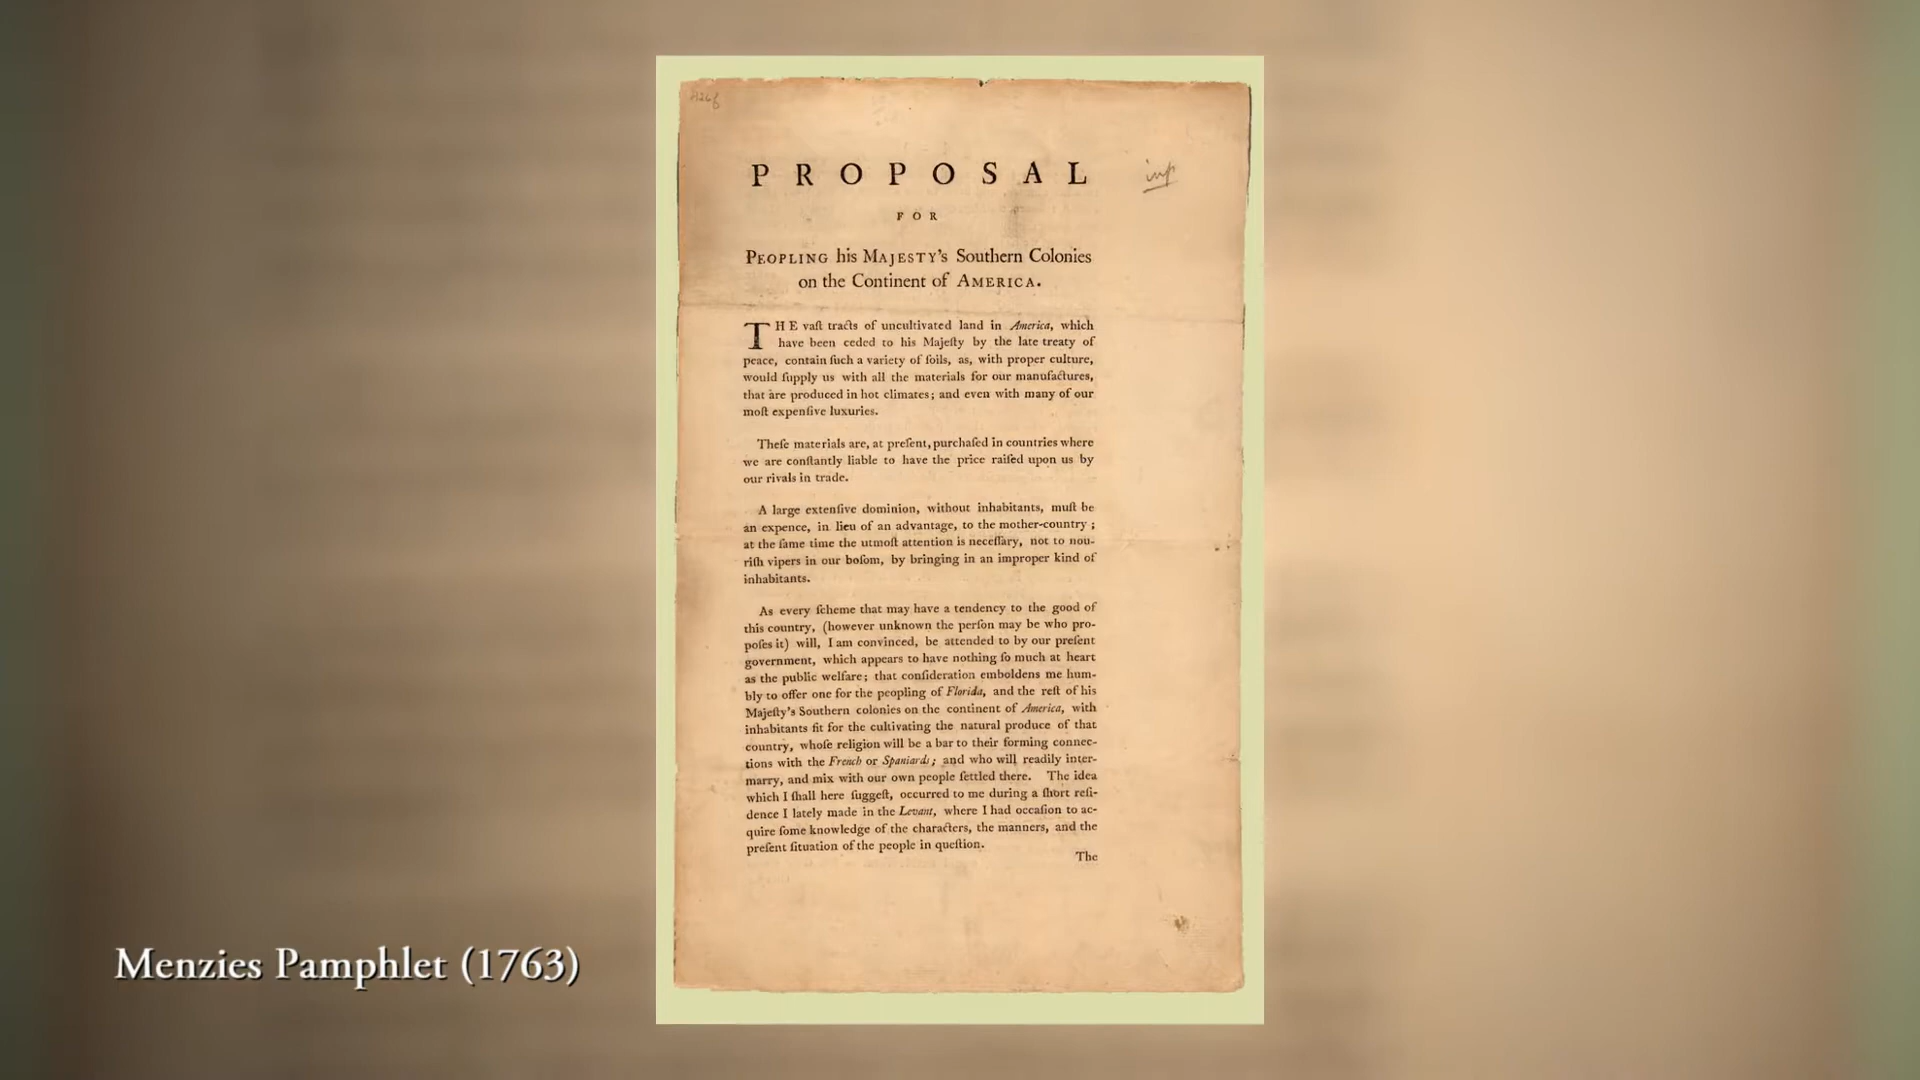 PROPOSAL
FOR
PEOPLING his MAJESTY's Southern Colonies
on the Continent of AMERICA.
THE vaſt tracts of uncultivated land in America, which
have been ceded to his Majeſty by the late treaty of
peace, contain ſuch a variety of ſoils, as, with proper culture,
would ſupply us with all the materials for our manufactures,
that are produced in hot climates; and even with many of our
moſt expenſive luxuries.
Theſe materials are, at preſent, purchaſed in countries where
we are conſtantly liable to have the price raiſed upon us by
our rivals in trade.
A large extenſive dominion, without inhabitants, muſt be
an expence, in lieu of an advantage, to the mother-country;
at the ſame time the utmoſt attention is neceſſary, not to nou-
riſh vipers in our boſom, by bringing in an improper kind of
inhabitants.
As every ſcheme that may have a tendency to the good of
this country, (however unknown the perſon may be who pro-
poſes it) will, I am convinced, be attended to by our preſent
government, which appears to have nothing ſo much at heart
as the public welfare; that conſideration emboldens me hum-
bly to offer one for the peopling of Florida, and the reſt of his
Majeſty's Southern colonies on the continent of America, with
inhabitants fit for the cultivating the natural produce of that
country, whoſe religion will be a bar to their forming connec-
tions with the French or Spaniards; and who will readily inter-
marry, and mix with our own people ſettled there. The idea
which I ſhall here ſuggeſt, occurred to me during a ſhort reſi-
dence I lately made in the Levant, where I had occaſion to ac-
quire ſome knowledge of the characters, the manners, and the
preſent ſituation of the people in queſtion.
The
Menzies Pamphlet (1763)